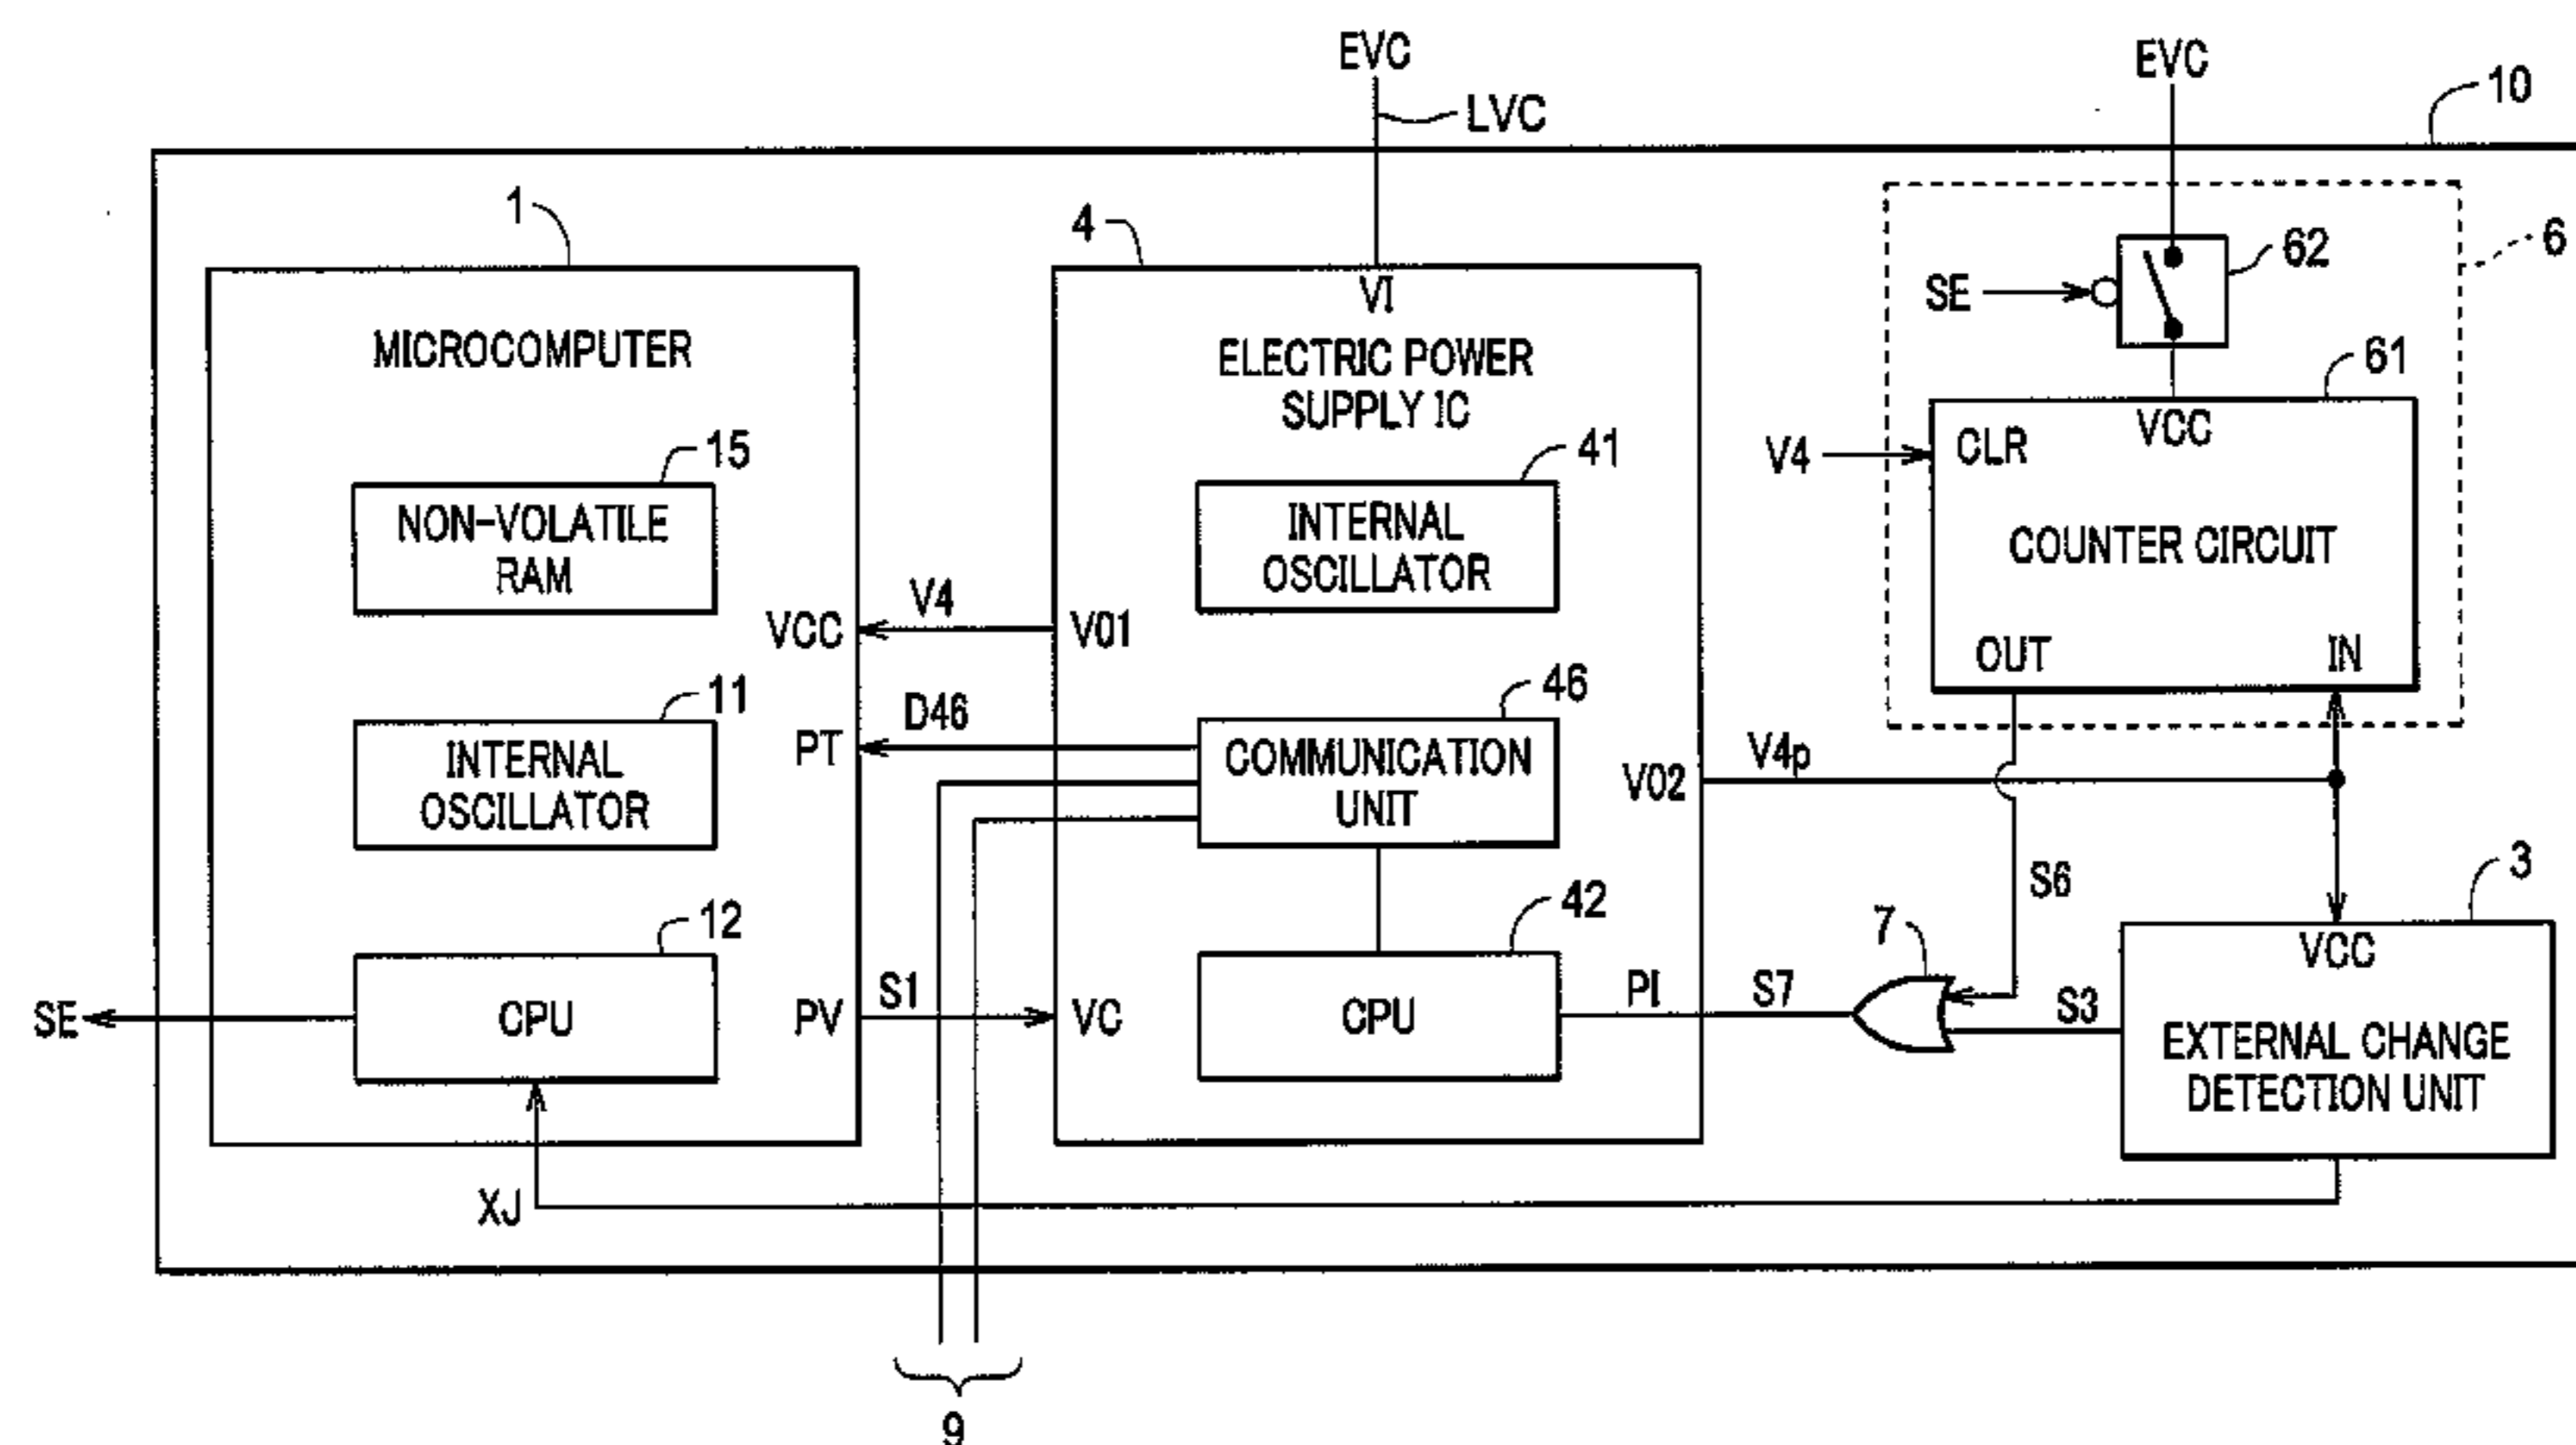 EVC
EVC
LVC
10
1
4
6
62
SE
VI
MICROCOMPUTER
ELECTRIC POWER
SUPPLY IC
61
15
41
V4
CLR
VCC
NON-VOLATILE
RAM
INTERNAL
OSCILLATOR
COUNTER CIRCUIT
V4
VCC
V01
OUT
IN
11
D46
46
INTERNAL
OSCILLATOR
PT
COMMUNICATION
UNIT
V02
V4p
12
42
S6
3
7
VCC
SE
CPU
PV
S1
VC
CPU
PI
S7
S3
EXTERNAL CHANGE
DETECTION UNIT
XJ
9